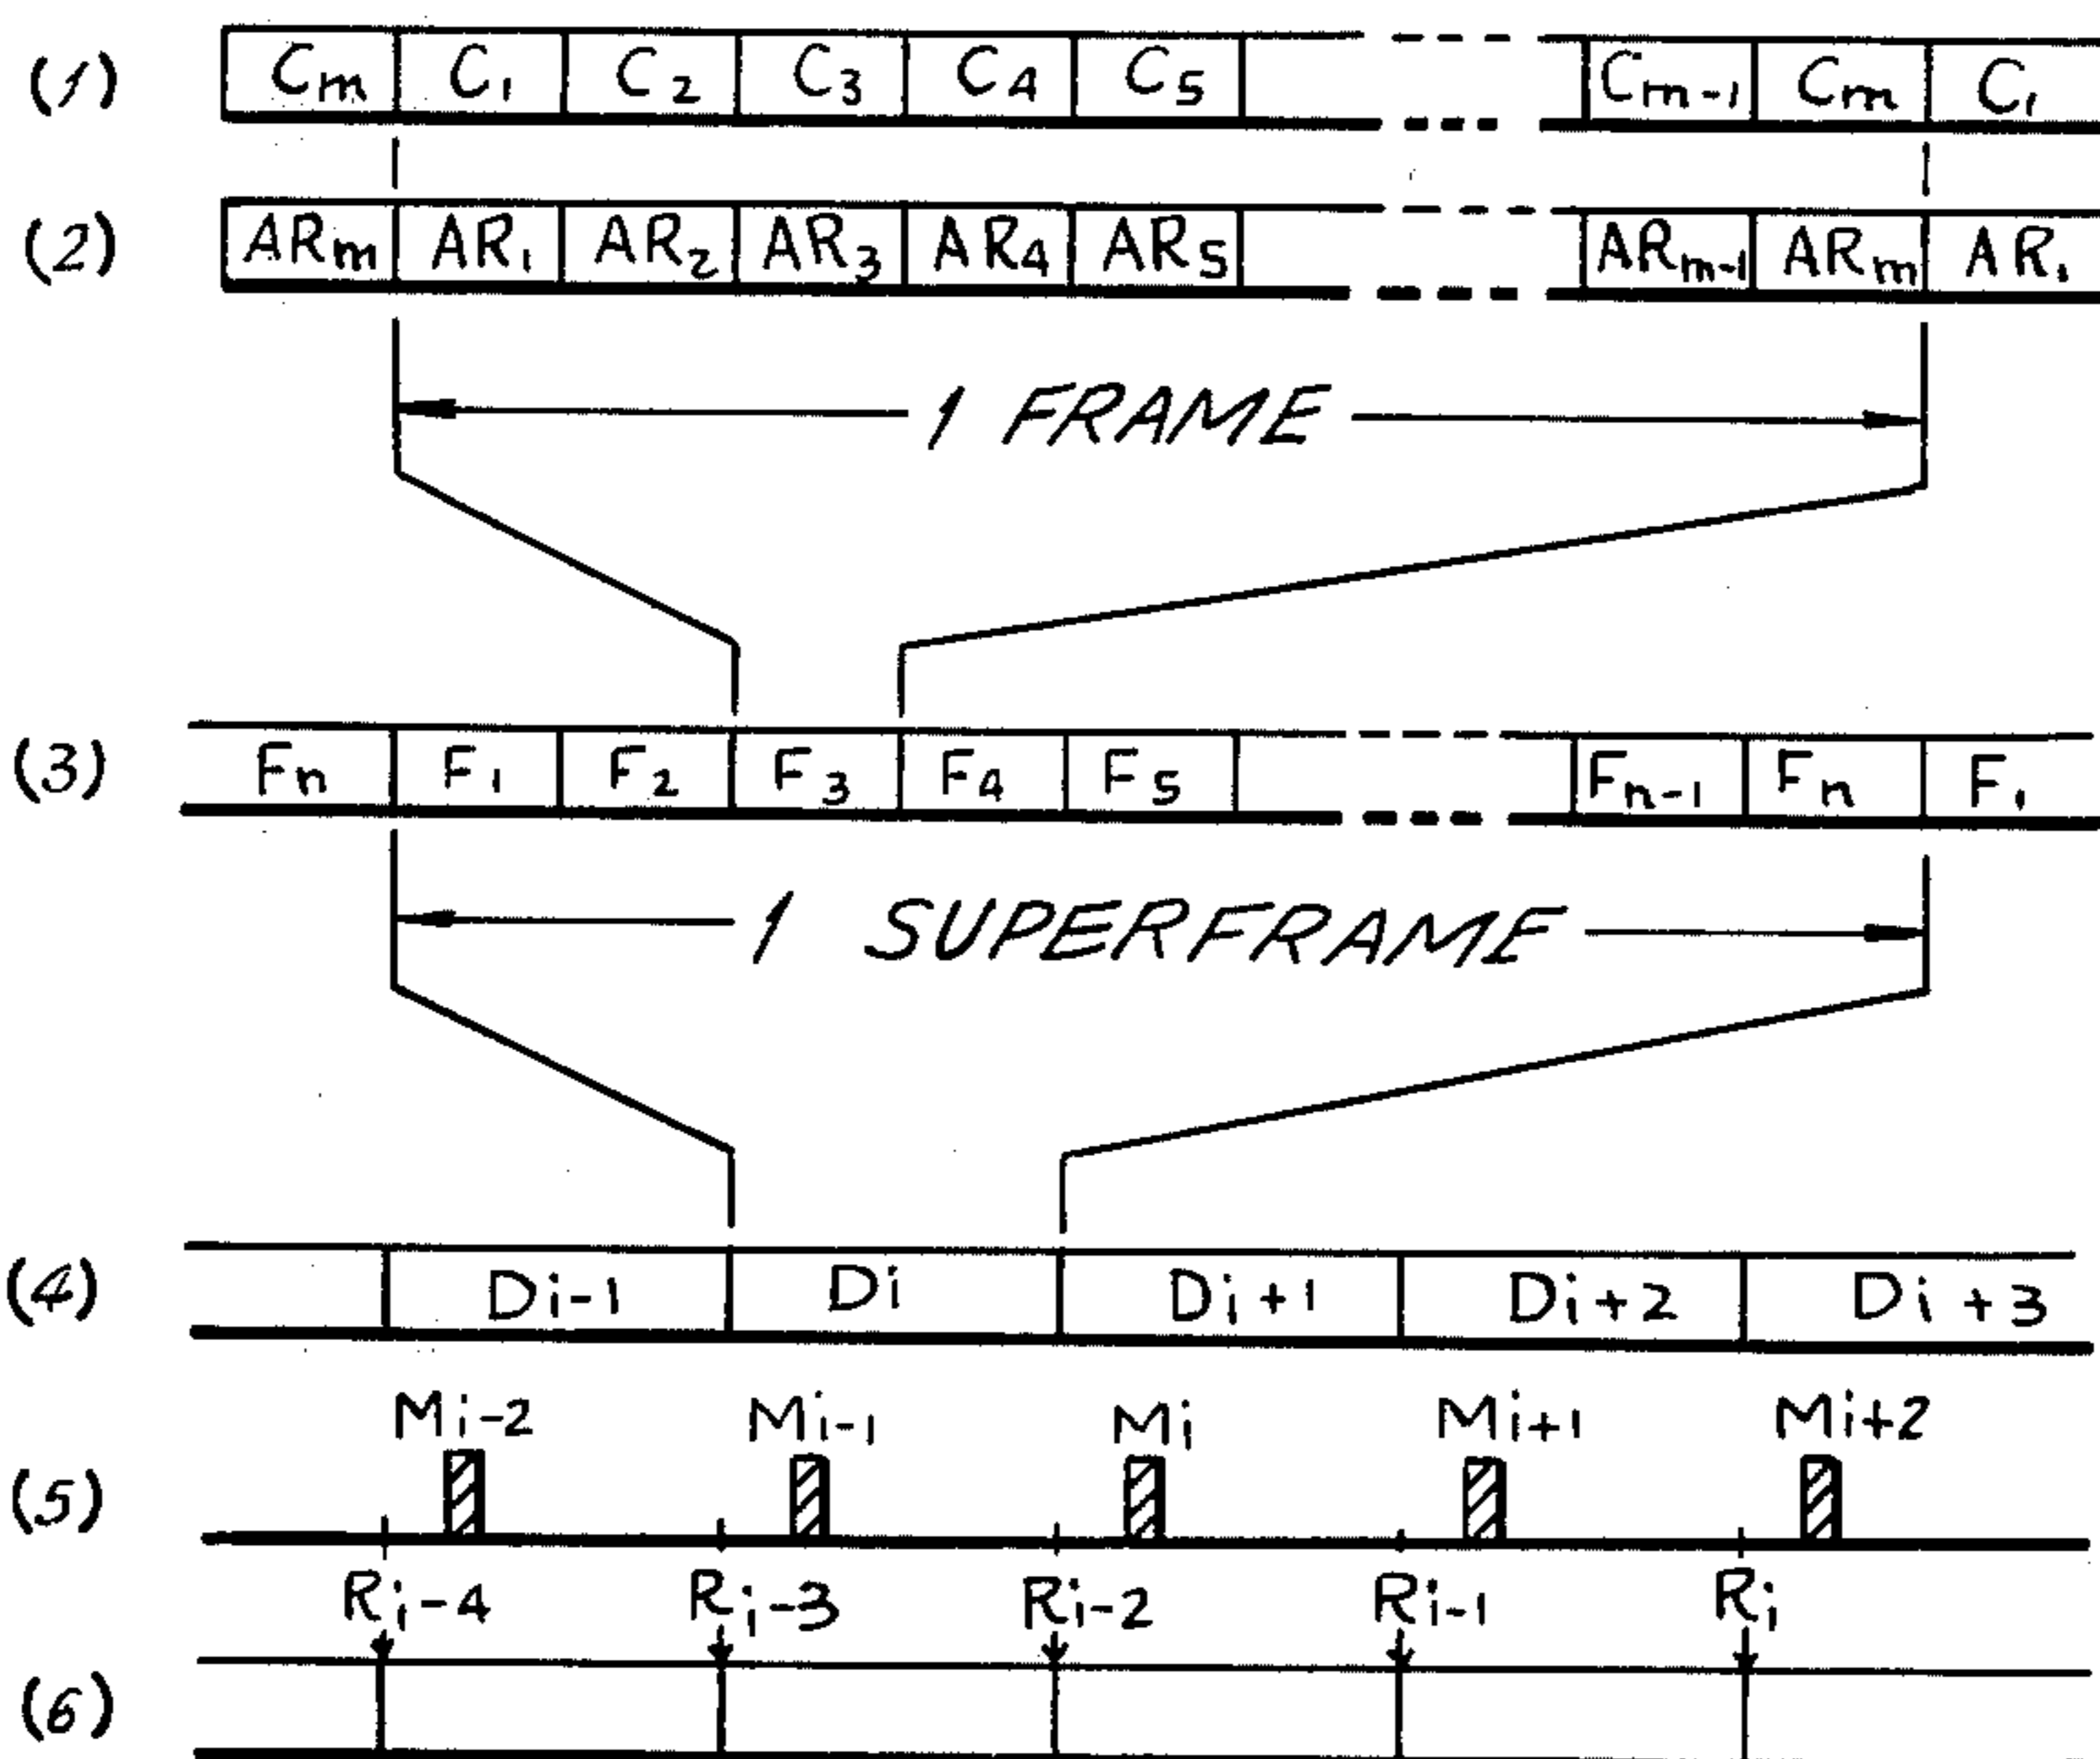 (1) Cm C1 C2 C3 C4 C5 Cm-1 Cm C1
(2) ARm AR1 AR2 AR3 AR4 AR5 ARm-1 ARm AR1
1 FRAME
(3) Fn F1 F2 F3 F4 F5 Fn-1 Fn F1
1 SUPERFRAME
(4) Di-1 Di Di+1 Di+2 Di+3
Mi-2 Mi-1 Mi Mi+1 Mi+2
(5)
Ri-4 Ri-3 Ri-2 Ri-1 Ri
(6)